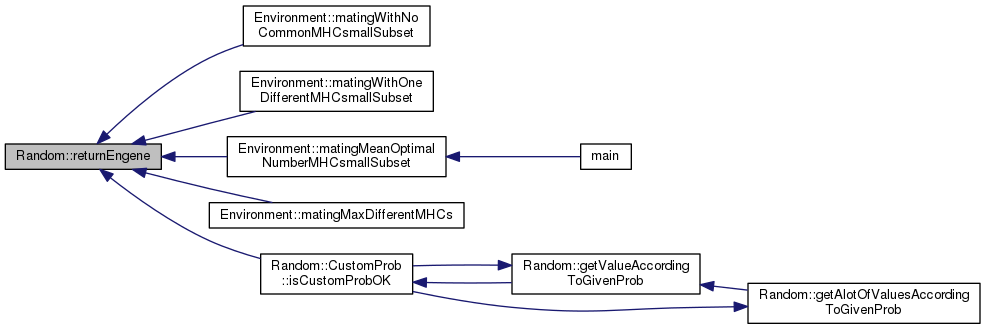 Environment::matingWithNo
CommonMHCsmallSubset
Environment::matingWithOne
DifferentMHCsmallSubset
Random::returnEngene
Environment::matingMeanOptimal
NumberMHCsmallSubset
main
Environment::matingMaxDifferentMHCs
Random::CustomProb
::isCustomProbOK
Random::getValueAccording
ToGivenProb
Random::getAlotOfValuesAccording
ToGivenProb